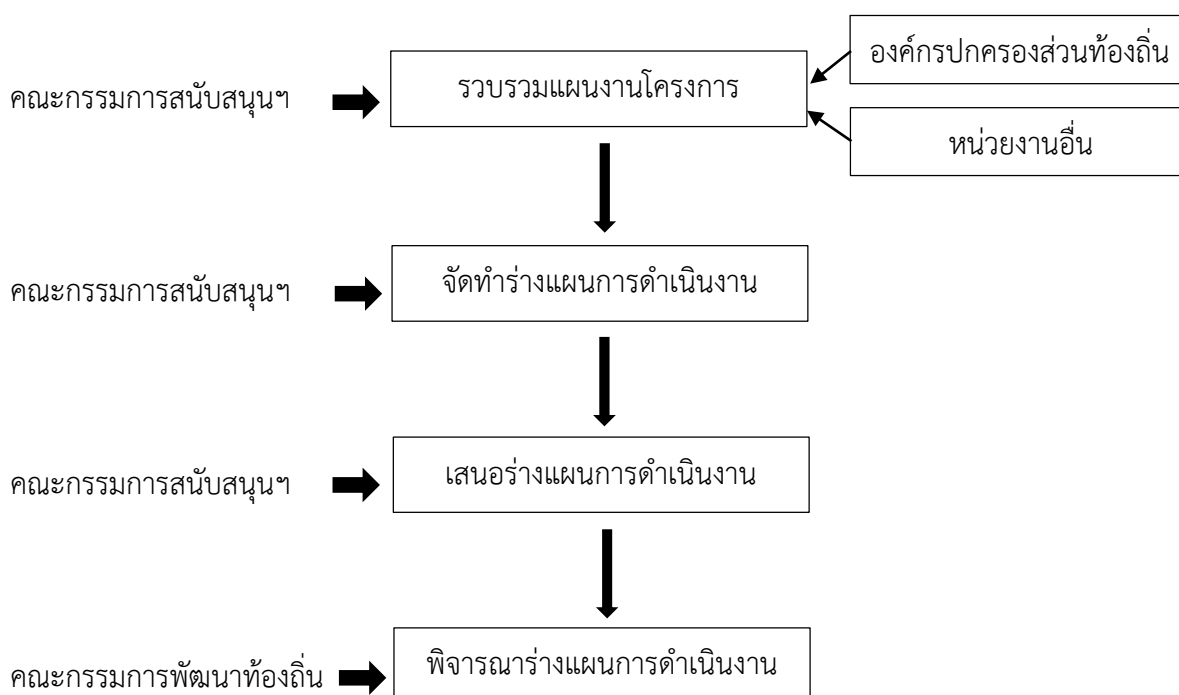 องค์กรปกครองส่วนท้องถิ่น
คณะกรรมการสนับสนุนฯ
รวบรวมแผนงานโครงการ
หน่วยงานอื่น
คณะกรรมการสนับสนุนฯ
จัดทำร่างแผนการดำเนินงาน
คณะกรรมการสนับสนุนฯ
เสนอร่างแผนการดำเนินงาน
คณะกรรมการพัฒนาท้องถิ่น
พิจารณาร่างแผนการดำเนินงาน